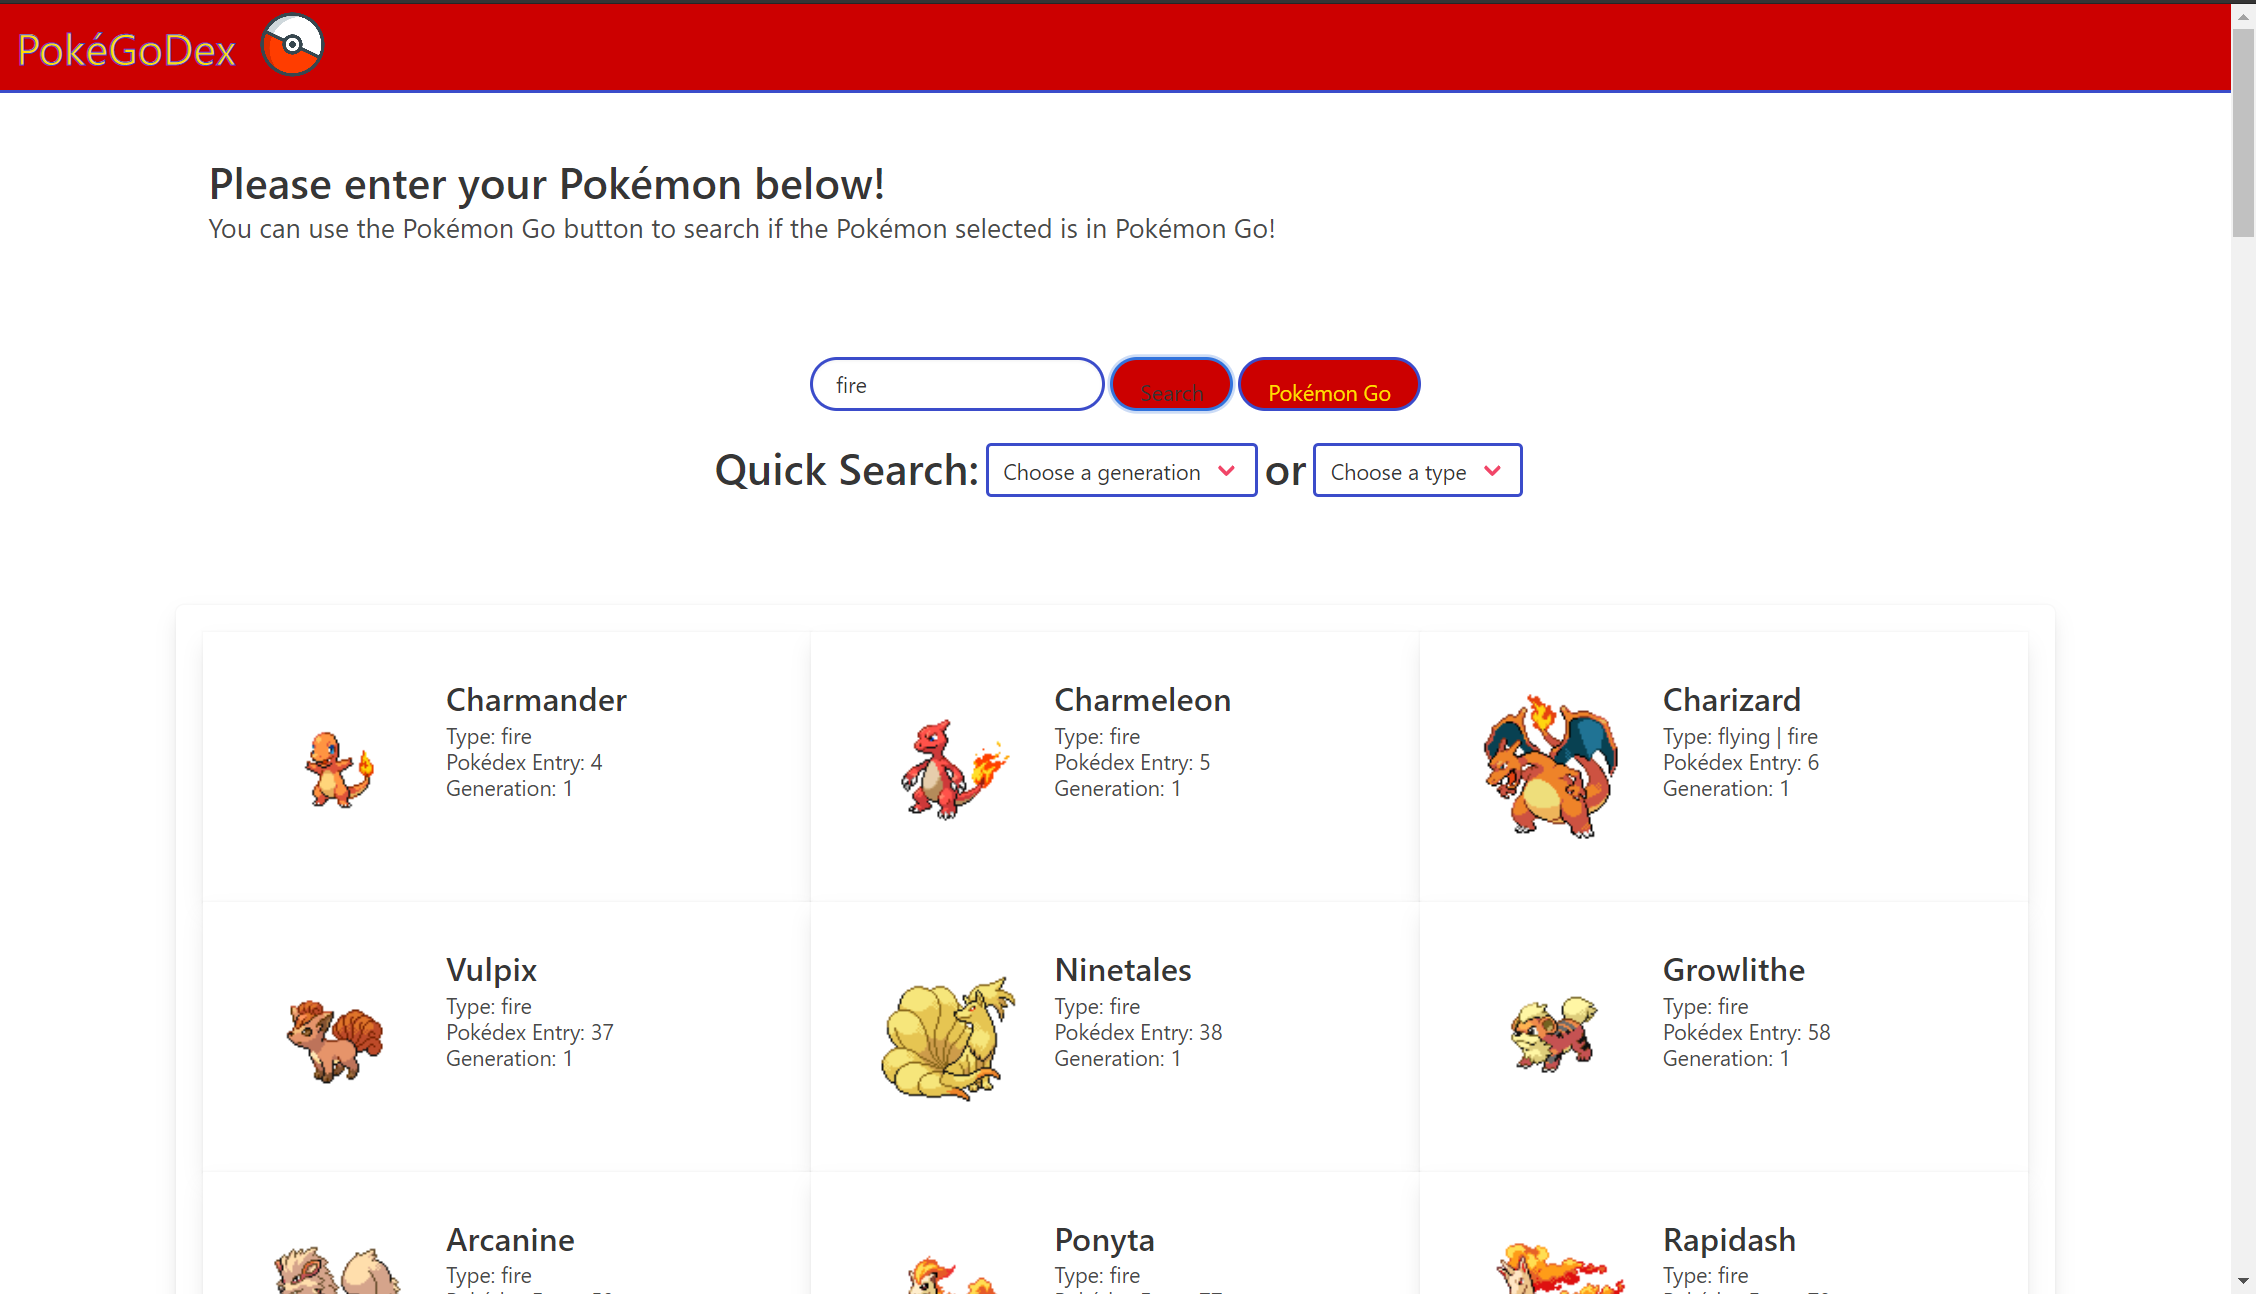 PokéGoDex
Please enter your Pokémon below!
You can use the Pokémon Go button to search if the Pokémon selected is in Pokémon Go!
fire Search Pokémon Go
Quick Search: Choose a generation or Choose a type
Charmander
Type: fire
Pokédex Entry: 4
Generation: 1
Charmeleon
Type: fire
Pokédex Entry: 5
Generation: 1
Charizard
Type: flying | fire
Pokédex Entry: 6
Generation: 1
Vulpix
Type: fire
Pokédex Entry: 37
Generation: 1
Ninetales
Type: fire
Pokédex Entry: 38
Generation: 1
Growlithe
Type: fire
Pokédex Entry: 58
Generation: 1
Arcanine
Type: fire
Ponyta
Type: fire
Rapidash
Type: fire